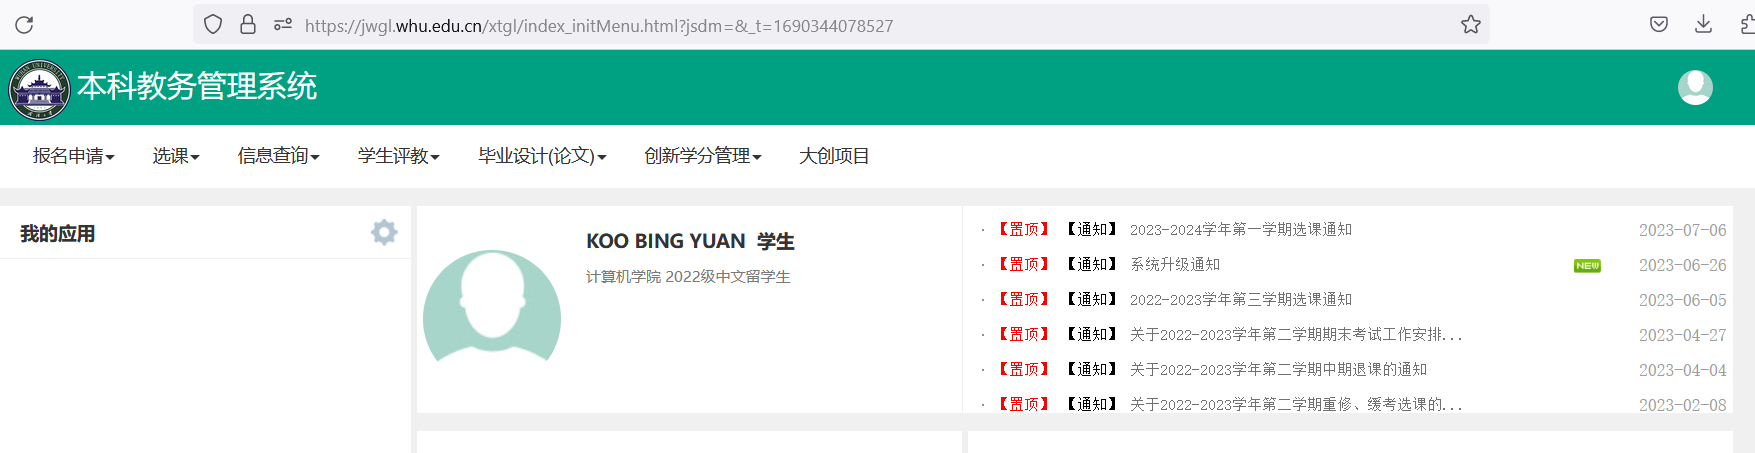 https://jwgl.whu.edu.cn/xtgl/index_initMenu.html?jsdm=&_t=1690344078527
本科教务管理系统
报名申请 选课 信息查询 学生评教 毕业设计(论文) 创新学分管理 大创项目
我的应用
KOO BING YUAN 学生
计算机学院 2022级中文留学生
【置顶】 【通知】 2023-2024学年第一学期选课通知 2023-07-06
【置顶】 【通知】 系统升级通知 NEW 2023-06-26
【置顶】 【通知】 2022-2023学年第三学期选课通知 2023-06-05
【置顶】 【通知】 关于2022-2023学年第二学期期末考试工作安排... 2023-04-27
【置顶】 【通知】 关于2022-2023学年第二学期中期退课的通知 2023-04-04
【置顶】 【通知】 关于2022-2023学年第二学期重修、缓考选课的... 2023-02-08